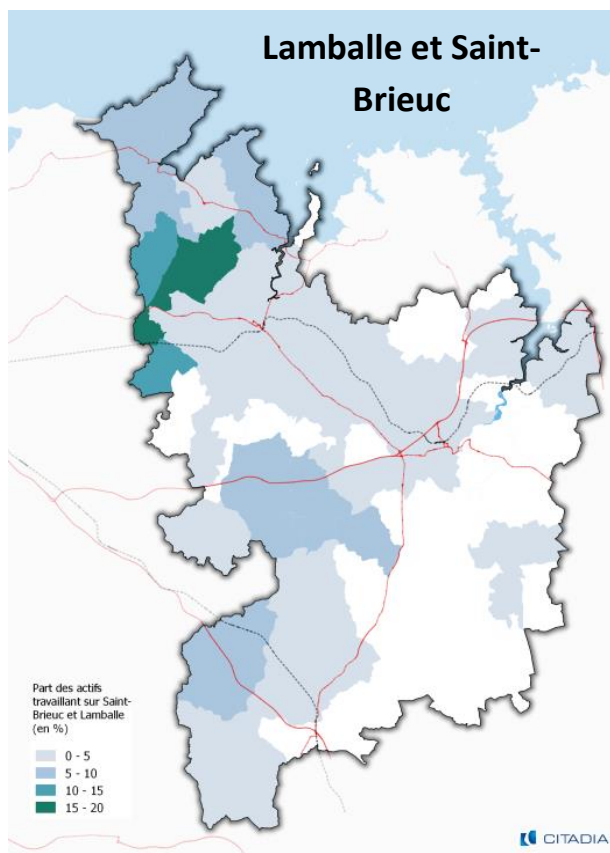 Lamballe et Saint-
Brieuc
Part des actifs
travaillant sur Saint-
Brieuc et Lamballe
(en %)
0 - 5
5 - 10
10 - 15
15 - 20
CITADIA